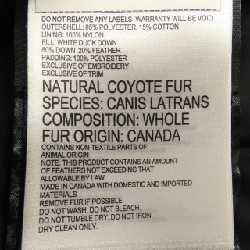 DO NOT REMOVE ANY LABELS. WARRANTY WILL BE VOID
OUTERSHELL: 85% POLYESTER 15% COTTON
LINING: 100% NYLON
FILL: WHITE DUCK DOWN
80% DOWN 20% FEATHER
PADDING: 100% POLYESTER
EXCLUSIVE OF EMBROIDERY
EXCLUSIVE OF TRIM
NATURAL COYOTE FUR
SPECIES: CANIS LATRANS
COMPOSITION: WHOLE
FUR ORIGIN: CANADA
CONTAINS NON TEXTILE PARTS OF
ANIMAL ORIGIN
NOTE: THIS PRODUCT CONTAINS AN AMOUNT
OF FEATHERS NOT EXCEEDING THAT
ALLOWABLE BY LAW
MADE IN CANADA WITH DOMESTIC AND IMPORTED
MATERIALS
REMOVE FUR IF POSSIBLE
DO NOT WASH. DO NOT BLEACH.
DO NOT TUMBLE DRY. DO NOT IRON
DRY CLEAN ONLY.